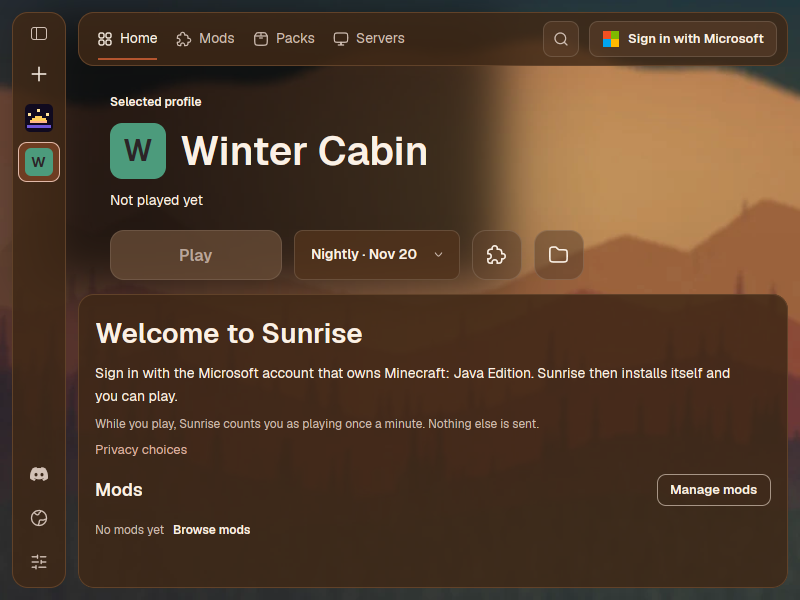 Home
Mods
Packs
Servers
Sign in with Microsoft
Selected profile
W
W
Winter Cabin
Not played yet
Play
Nightly · Nov 20
Welcome to Sunrise
Sign in with the Microsoft account that owns Minecraft: Java Edition. Sunrise then installs itself and
you can play.
While you play, Sunrise counts you as playing once a minute. Nothing else is sent.
Privacy choices
Mods
Manage mods
No mods yet
Browse mods